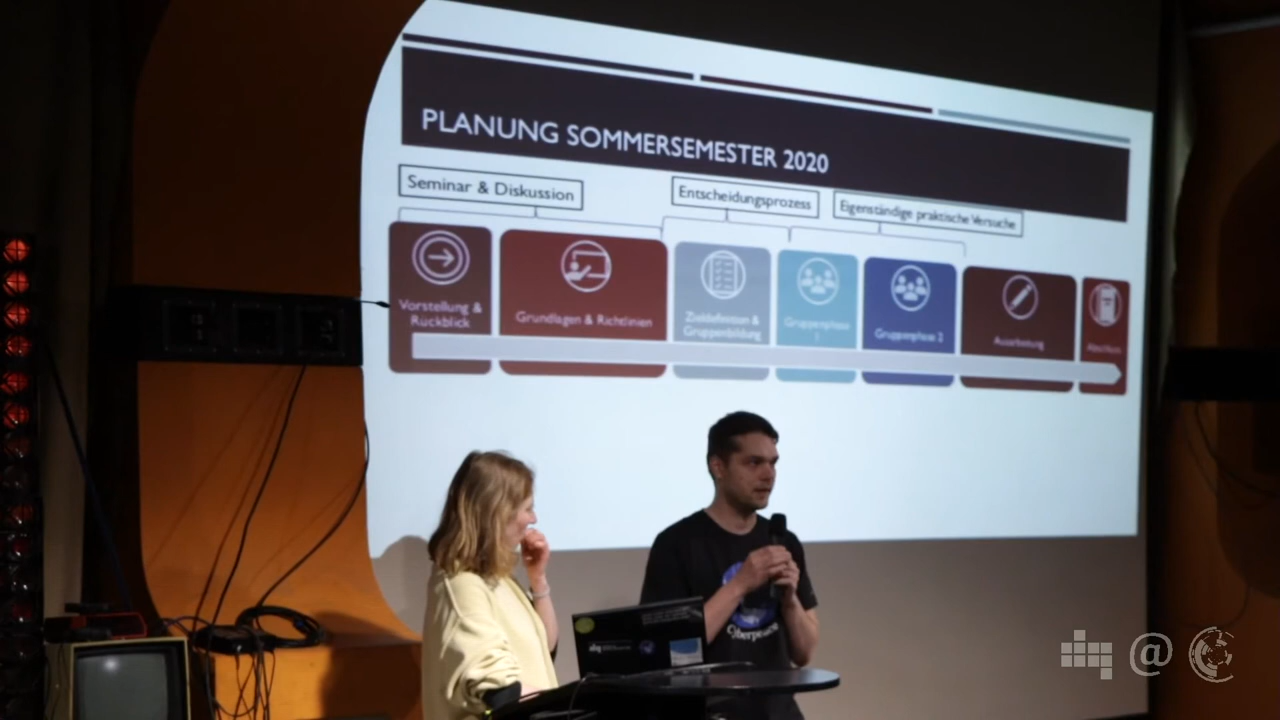 PLANUNG SOMMERSEMESTER 2020
Seminar & Diskussion
Entscheidungsprozess
Eigenständige praktische Versuche
Vorstellung &
Rückblick
Grundlagen & Richtlinien
Zieldefinition &
Gruppenbildung
Gruppenphase
1
Gruppenphase 2
Ausarbeitung
Abschluss
@